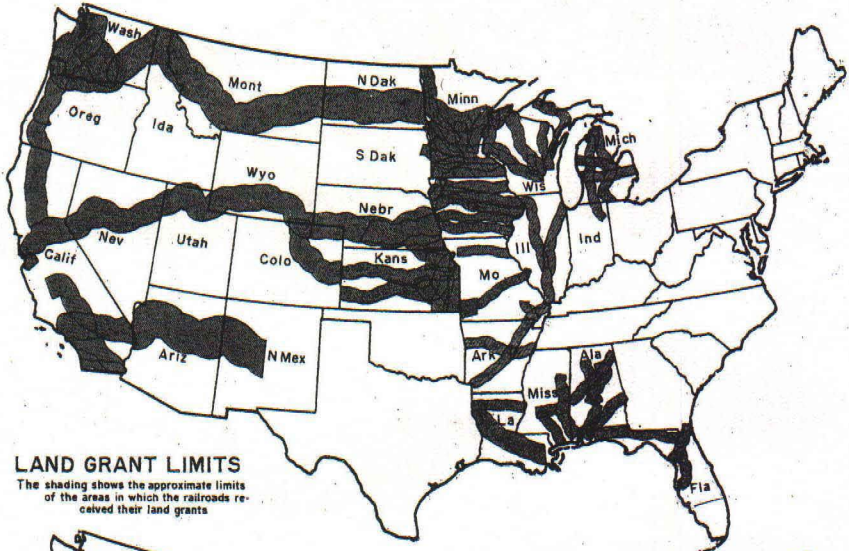 Wash
Mont
N Dak
Minn
Oreg
Ida
Mich
S Dak
Wyo
Wis
Nebr
Nev
Utah
Ill
Ind
Calif
Colo
Kans
Mo
Ariz
N Mex
Ark
Ala
Miss
La
Fla
LAND GRANT LIMITS
The shading shows the approximate limits
of the areas in which the railroads re-
ceived their land grants